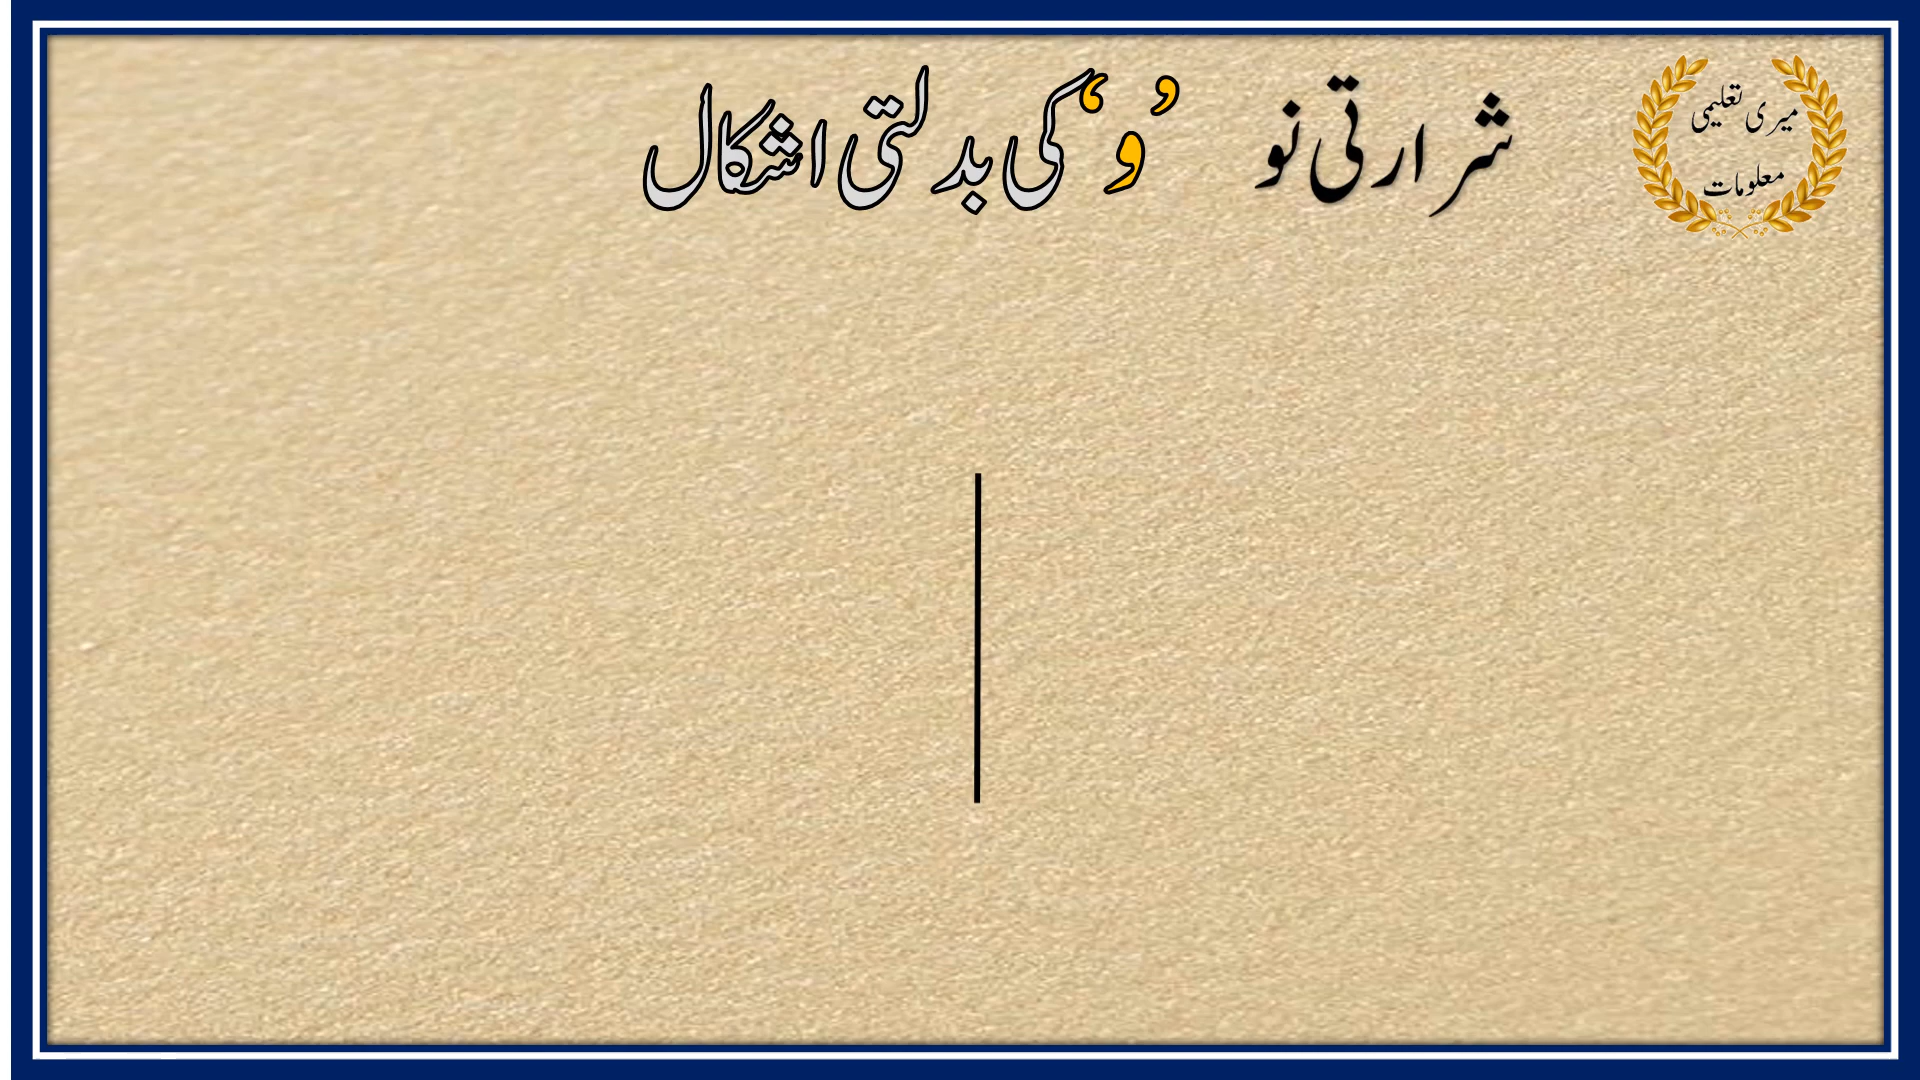 شرارتی نو ’و‘ کی بدلتی اشکال
میری تعلیمی
معلومات